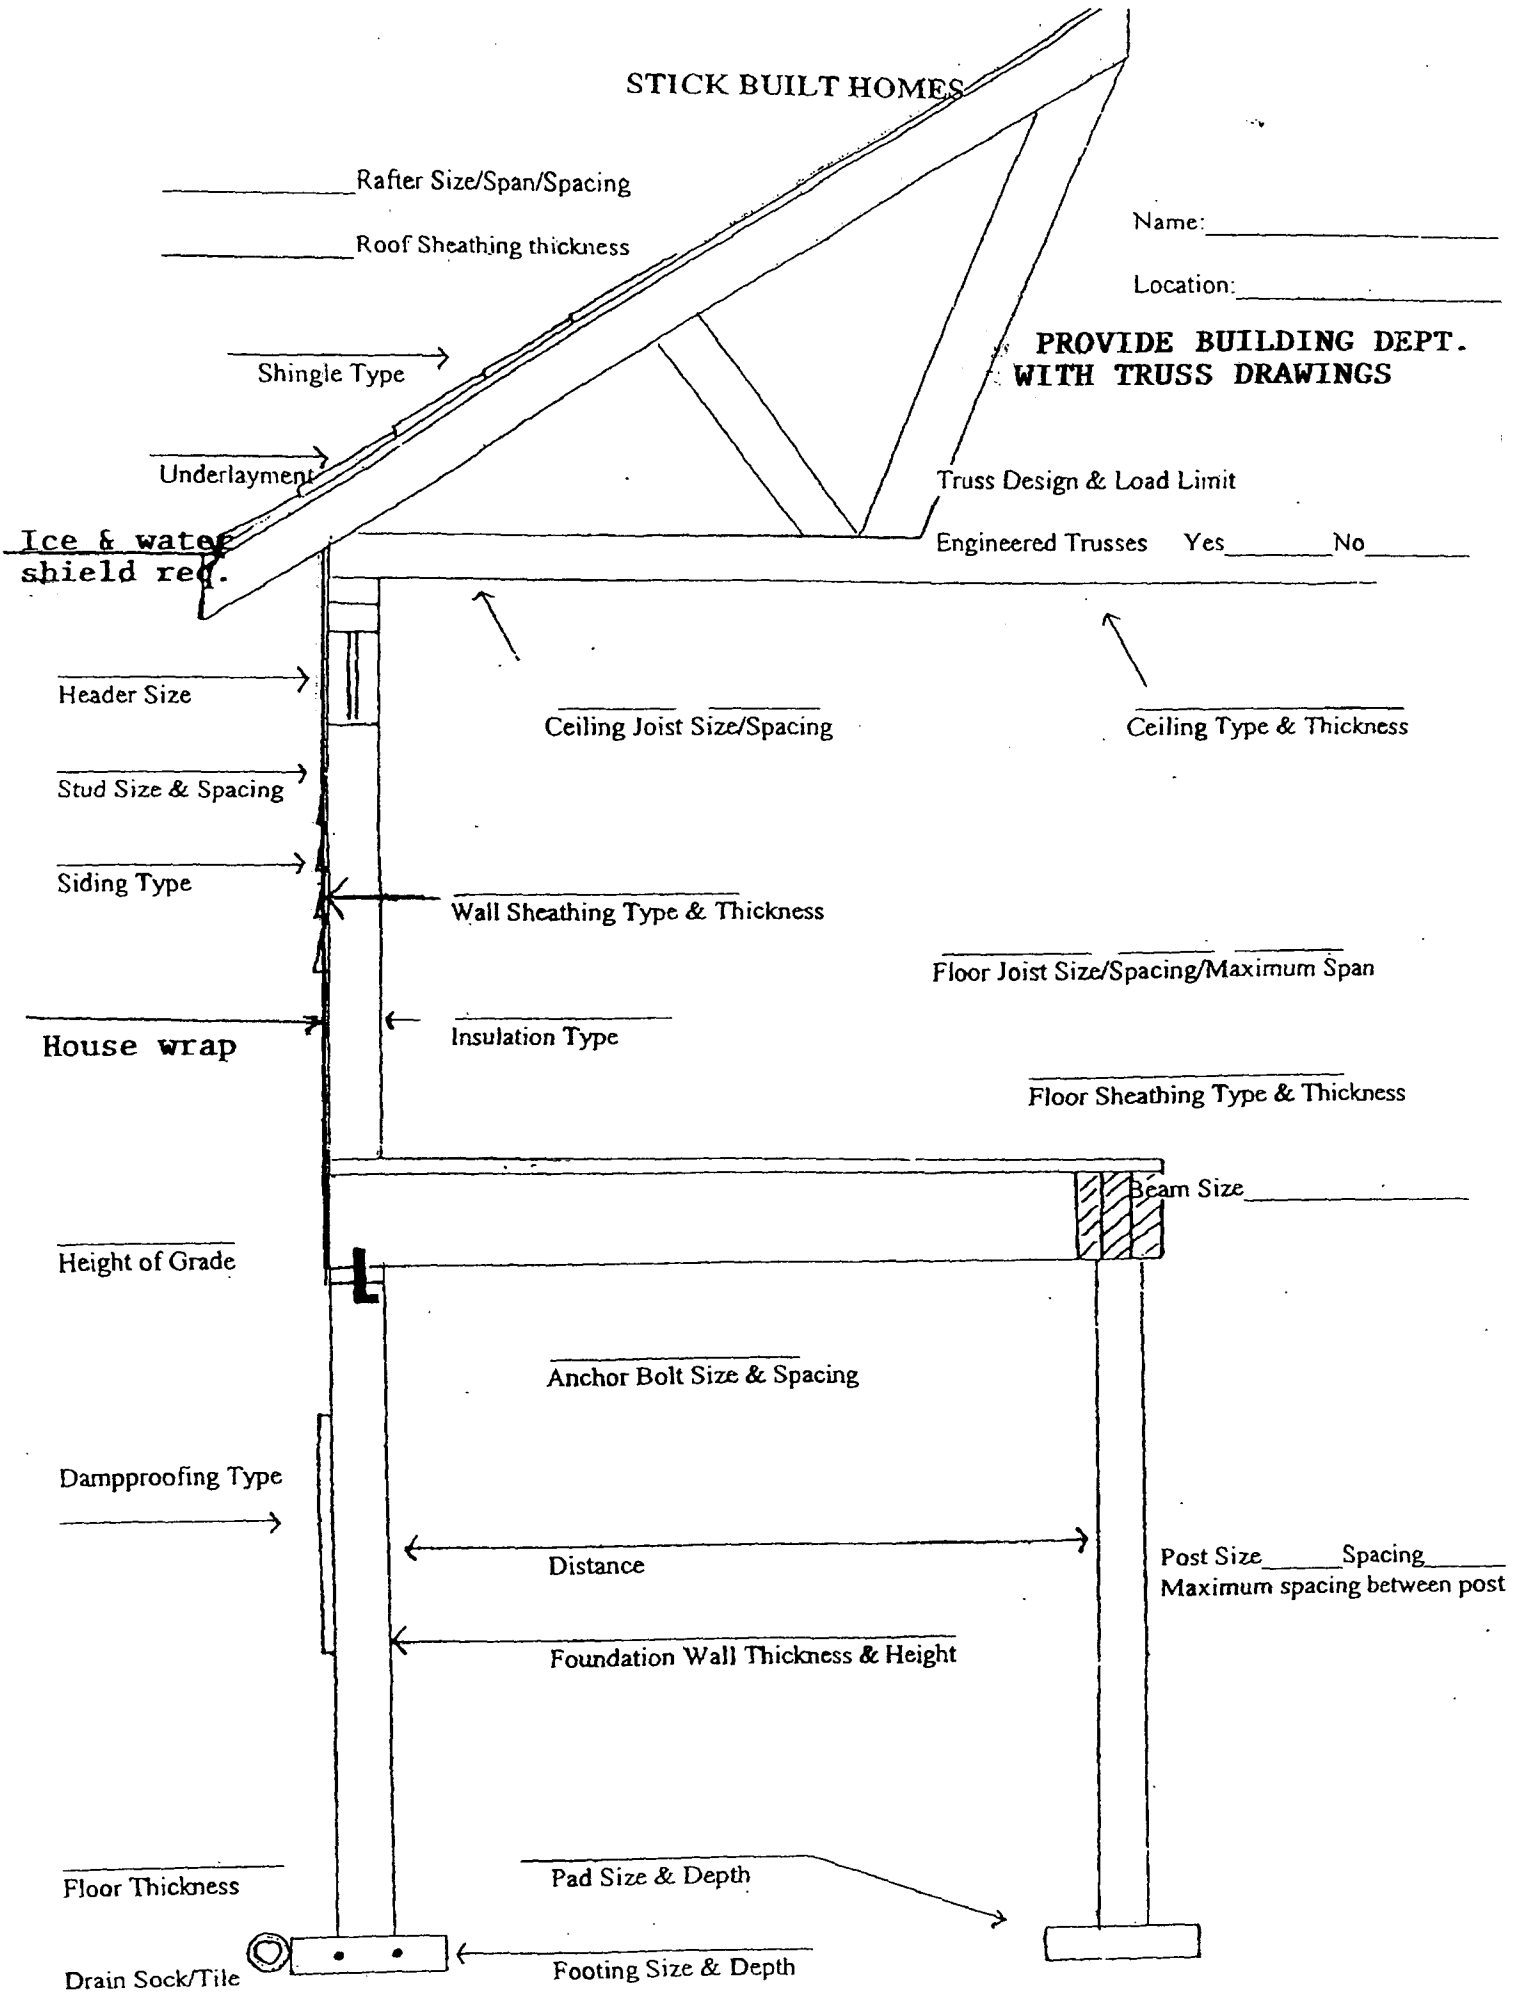 STICK BUILT HOMES
Rafter Size/Span/Spacing
Roof Sheathing thickness
Name:
Location:
PROVIDE BUILDING DEPT.
WITH TRUSS DRAWINGS
Shingle Type
Underlayment
Truss Design & Load Limit
Ice & water
shield req.
Engineered Trusses Yes No
Header Size
Ceiling Joist Size/Spacing
Ceiling Type & Thickness
Stud Size & Spacing
Siding Type
Wall Sheathing Type & Thickness
Floor Joist Size/Spacing/Maximum Span
House wrap
Insulation Type
Floor Sheathing Type & Thickness
Beam Size
Height of Grade
Anchor Bolt Size & Spacing
Dampproofing Type
Distance
Post Size Spacing
Maximum spacing between post
Foundation Wall Thickness & Height
Floor Thickness
Pad Size & Depth
Drain Sock/Tile
Footing Size & Depth